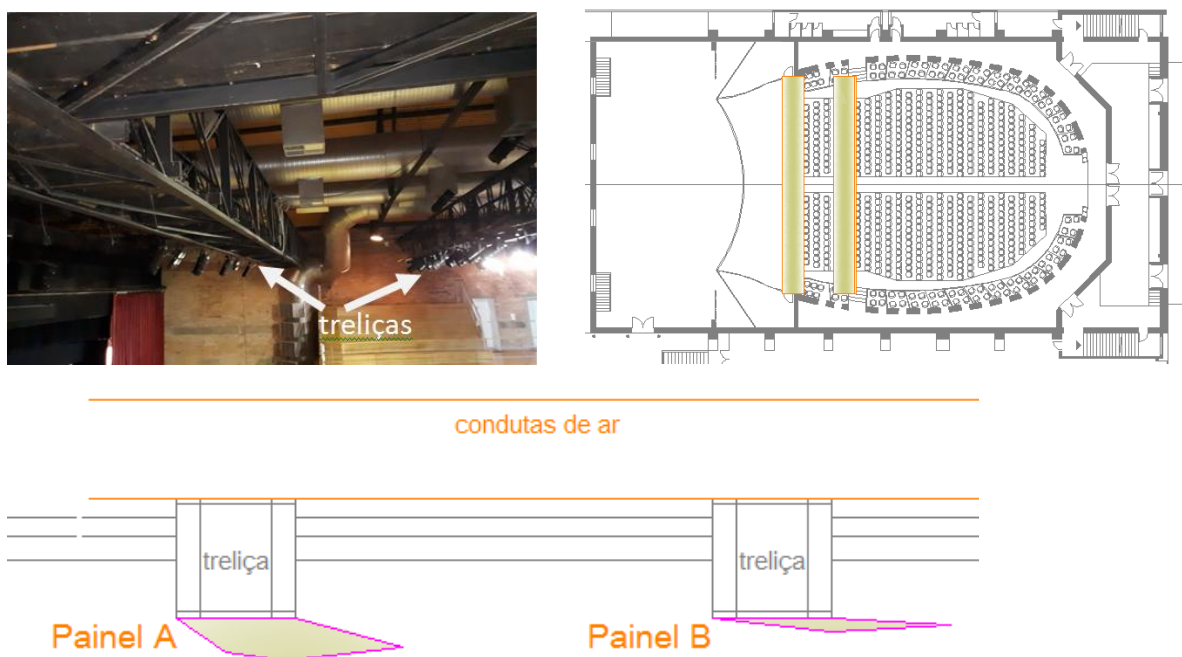 treliças
condutas de ar
treliça
treliça
Painel A
Painel B